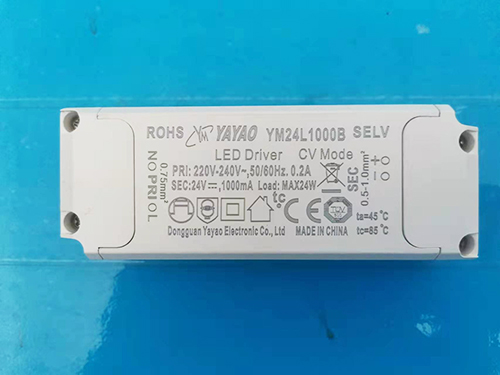 ROHS YM YAYAO YM24L1000B SELV
LED Driver CV Mode
PRI: 220V-240V~,50/60Hz. 0.2A
SEC:24V⎓,1000mA Load: MAX24W
tc
Dongguan Yayao Electronic Co., Ltd
MADE IN CHINA
ta=45℃
tc=85℃
0.75mm²
NO PRI OL
SEC
0.5-1.0mm²
- +